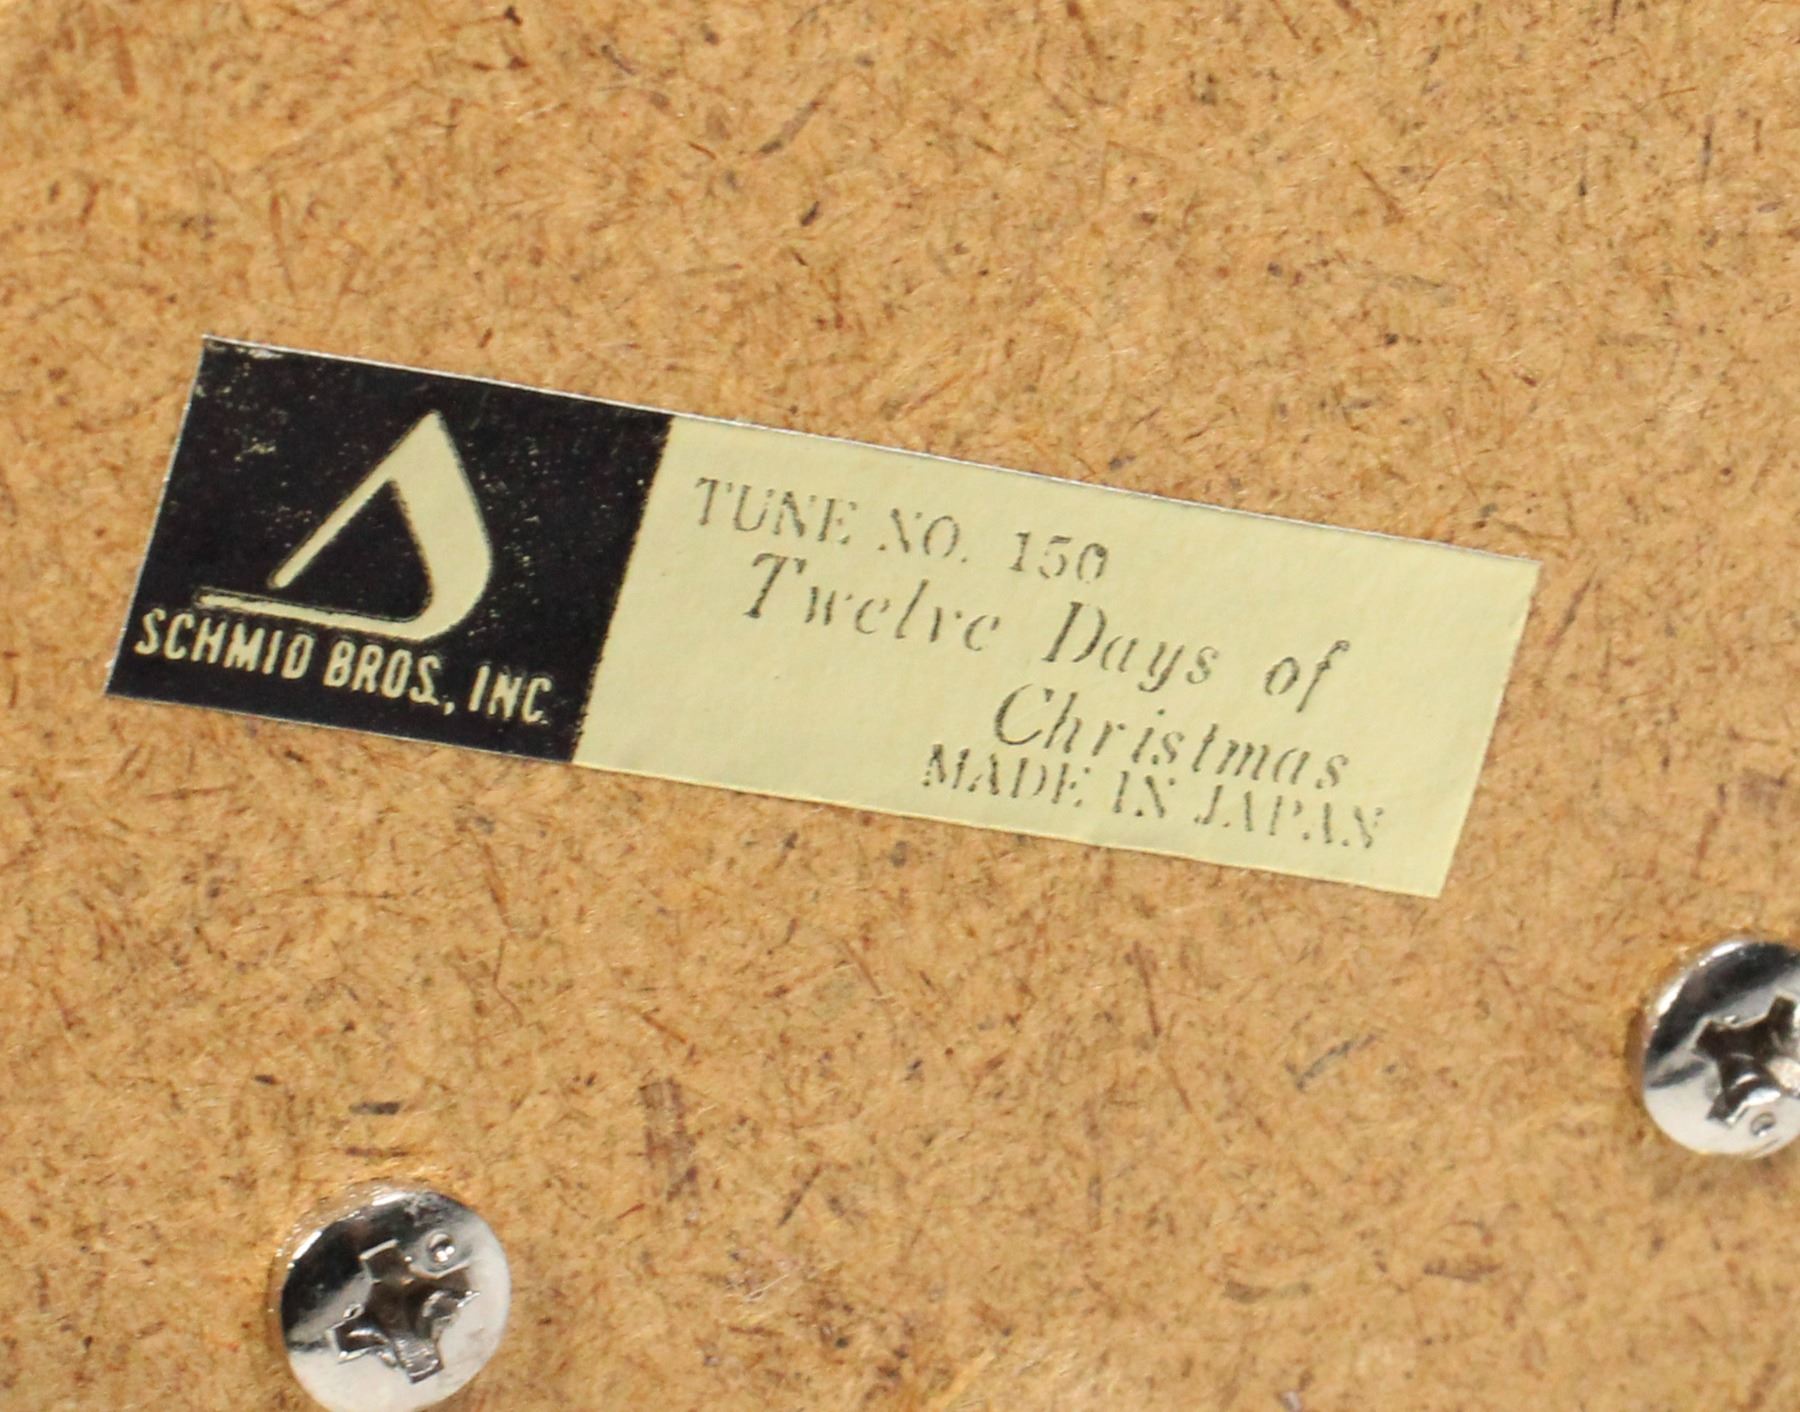 SCHMID BROS., INC.
TUNE NO. 150
Twelve Days of
Christmas
MADE IN JAPAN